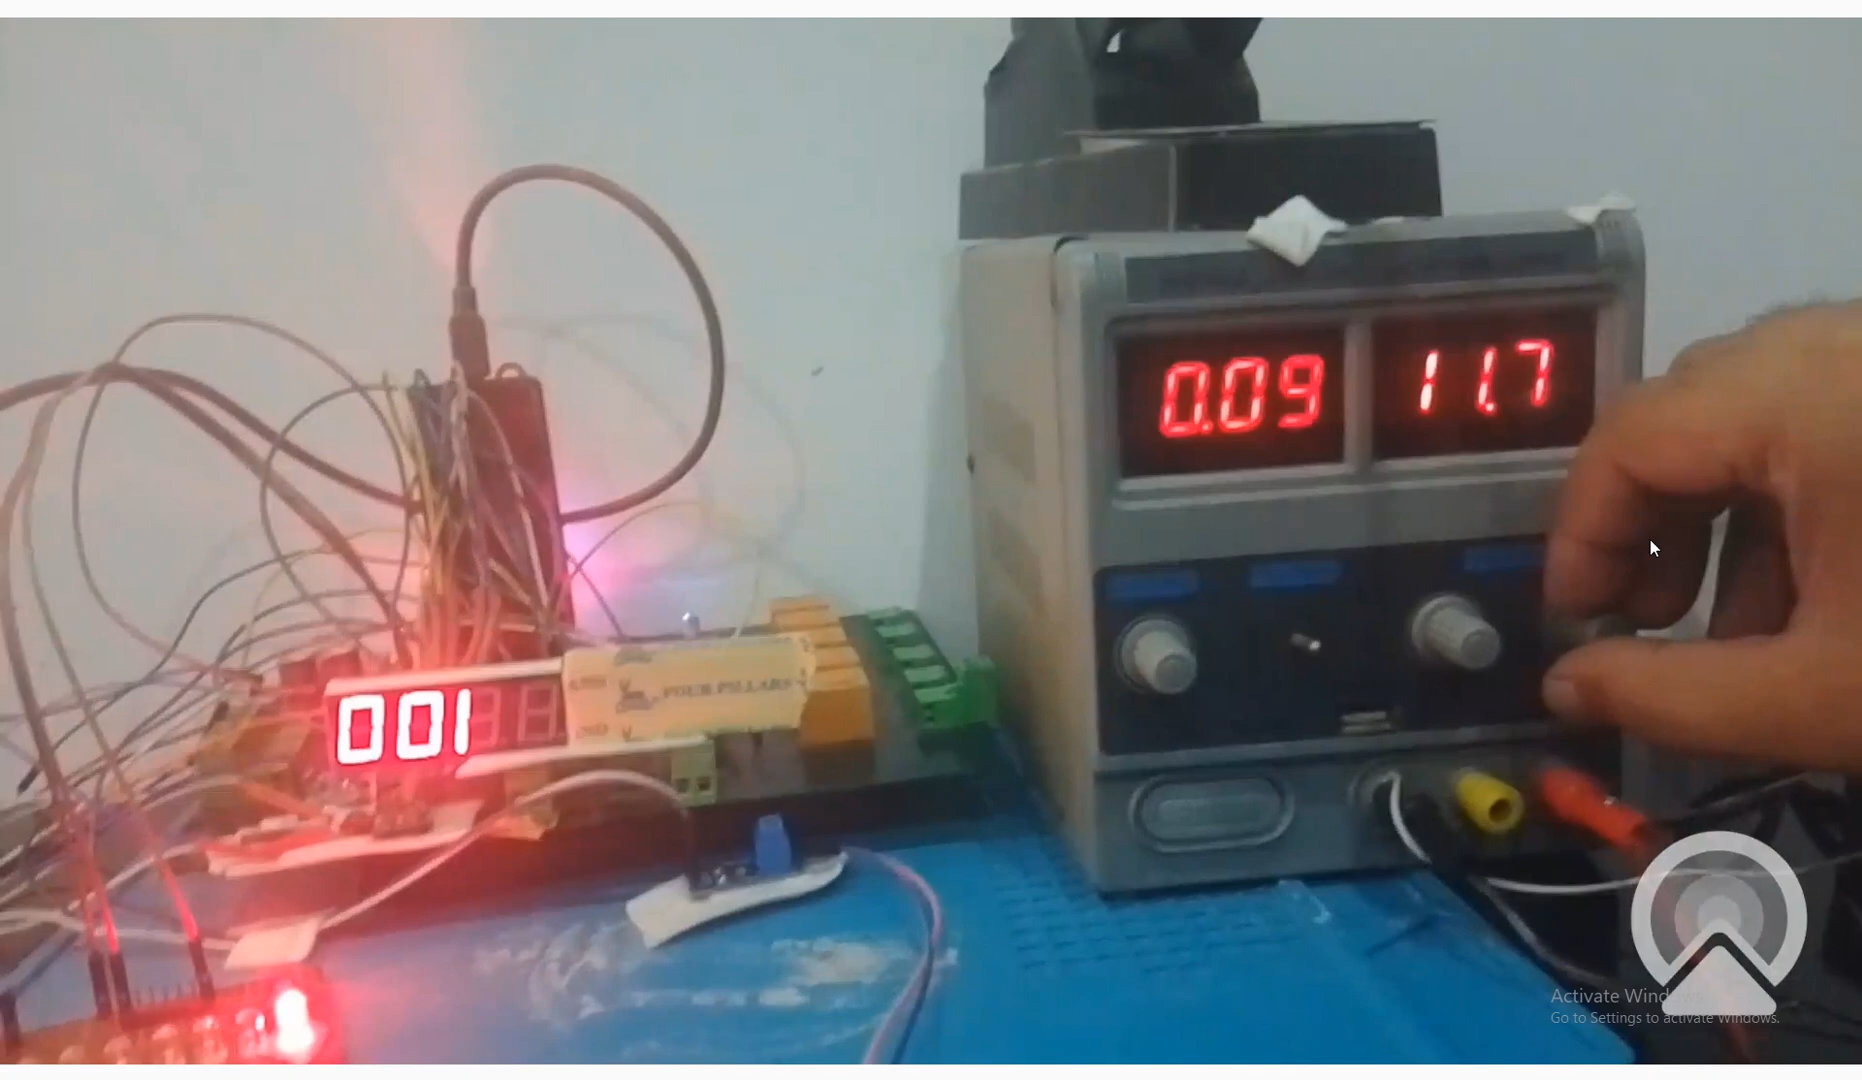 0.09 11.7
001
FOUR PILLARS
Activate Windows
Go to Settings to activate Windows.